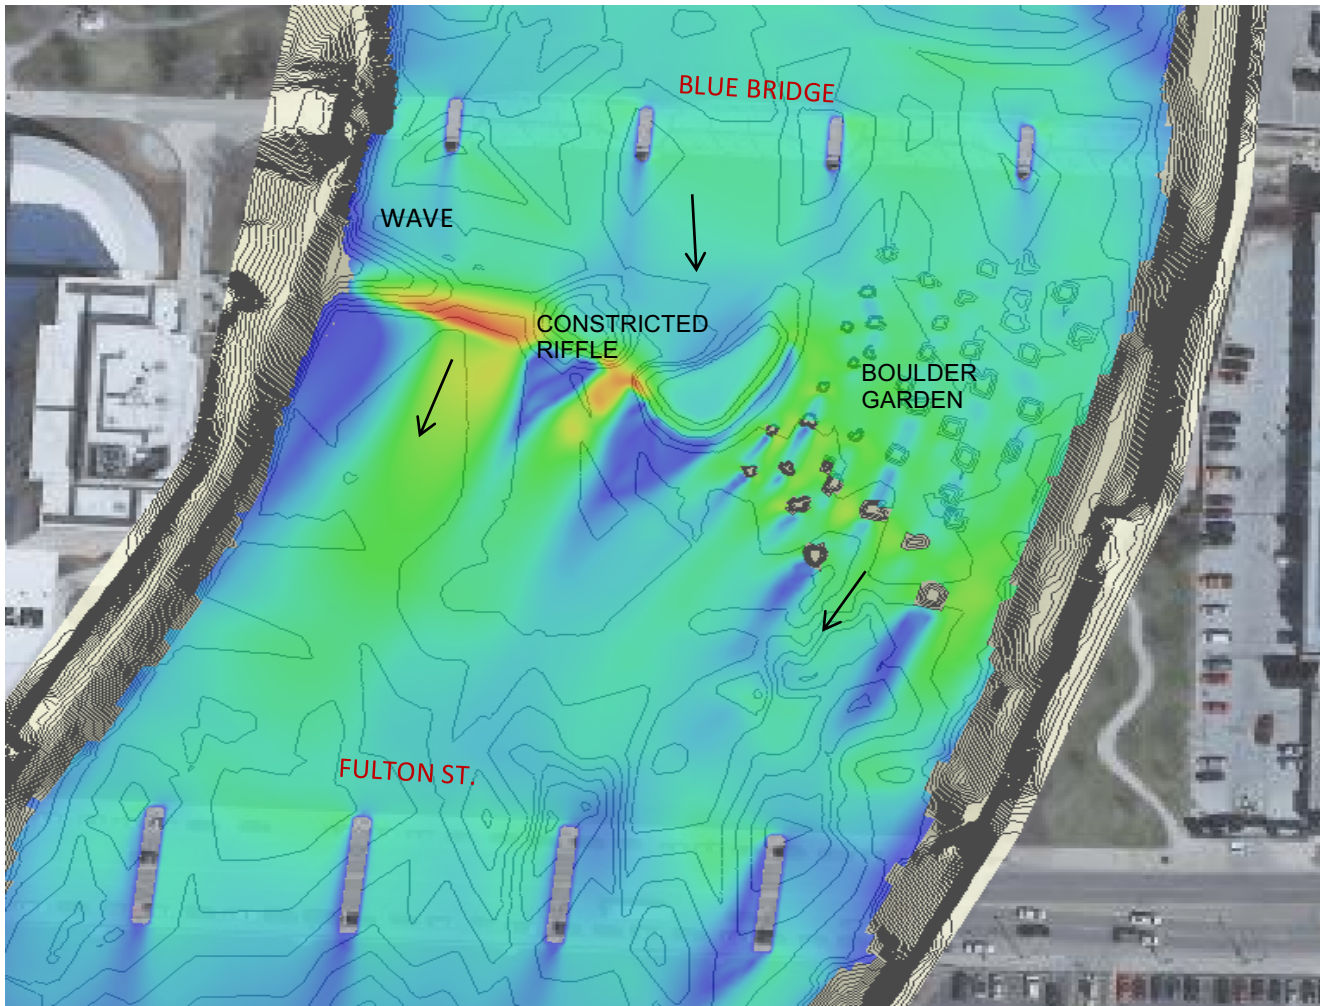 BLUE BRIDGE
WAVE
CONSTRICTED
RIFFLE
BOULDER
GARDEN
FULTON ST.